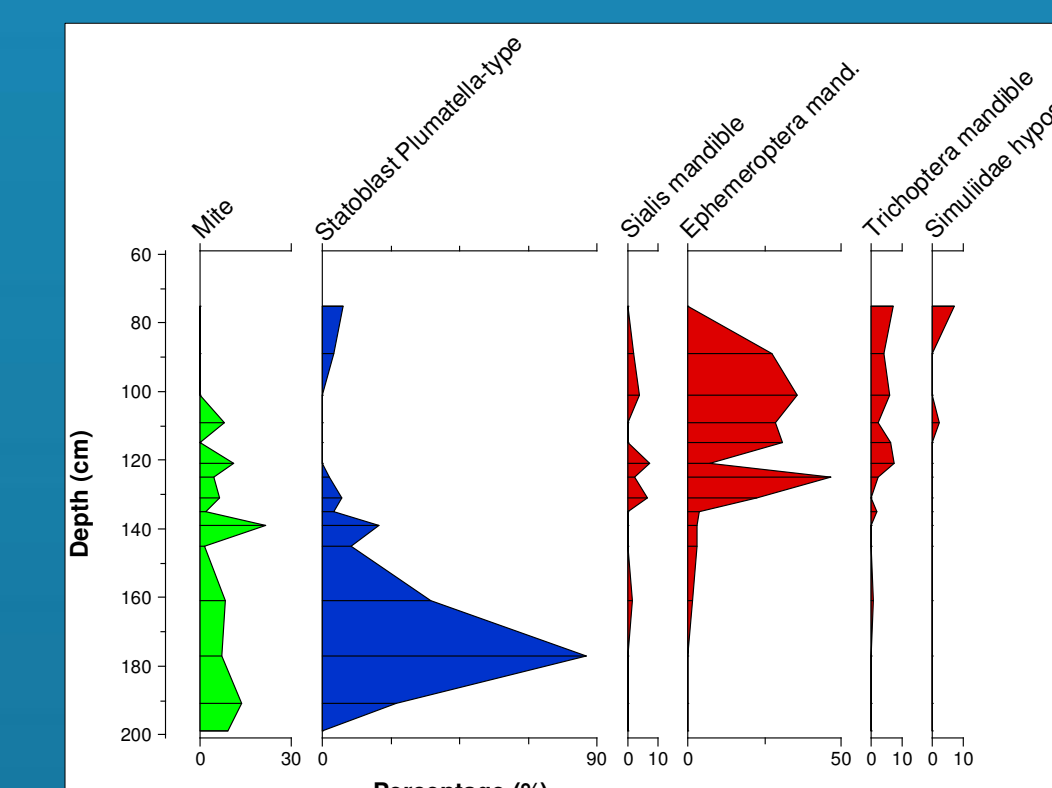 Mite
Statoblast Plumatella-type
Sialis mandible
Ephemeroptera mand.
Trichoptera mandible
Simuliidae
Depth (cm)
60
80
100
120
140
160
180
200
0 30 0 90 0 10 0 50 0 10 0 10
Percentage (%)